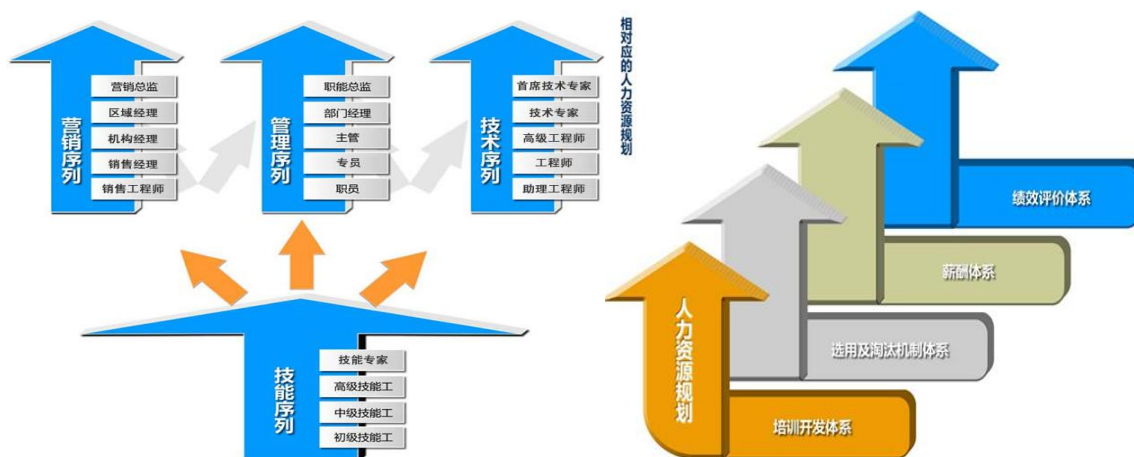 营销序列
营销总监
区域经理
机构经理
销售经理
销售工程师
管理序列
职能总监
部门经理
主管
专员
职员
技术序列
首席技术专家
技术专家
高级工程师
工程师
助理工程师
技能序列
技能专家
高级技能工
中级技能工
初级技能工
相对应的人力资源规划
绩效评价体系
薪酬体系
选用及淘汰机制体系
人力资源规划
培训开发体系